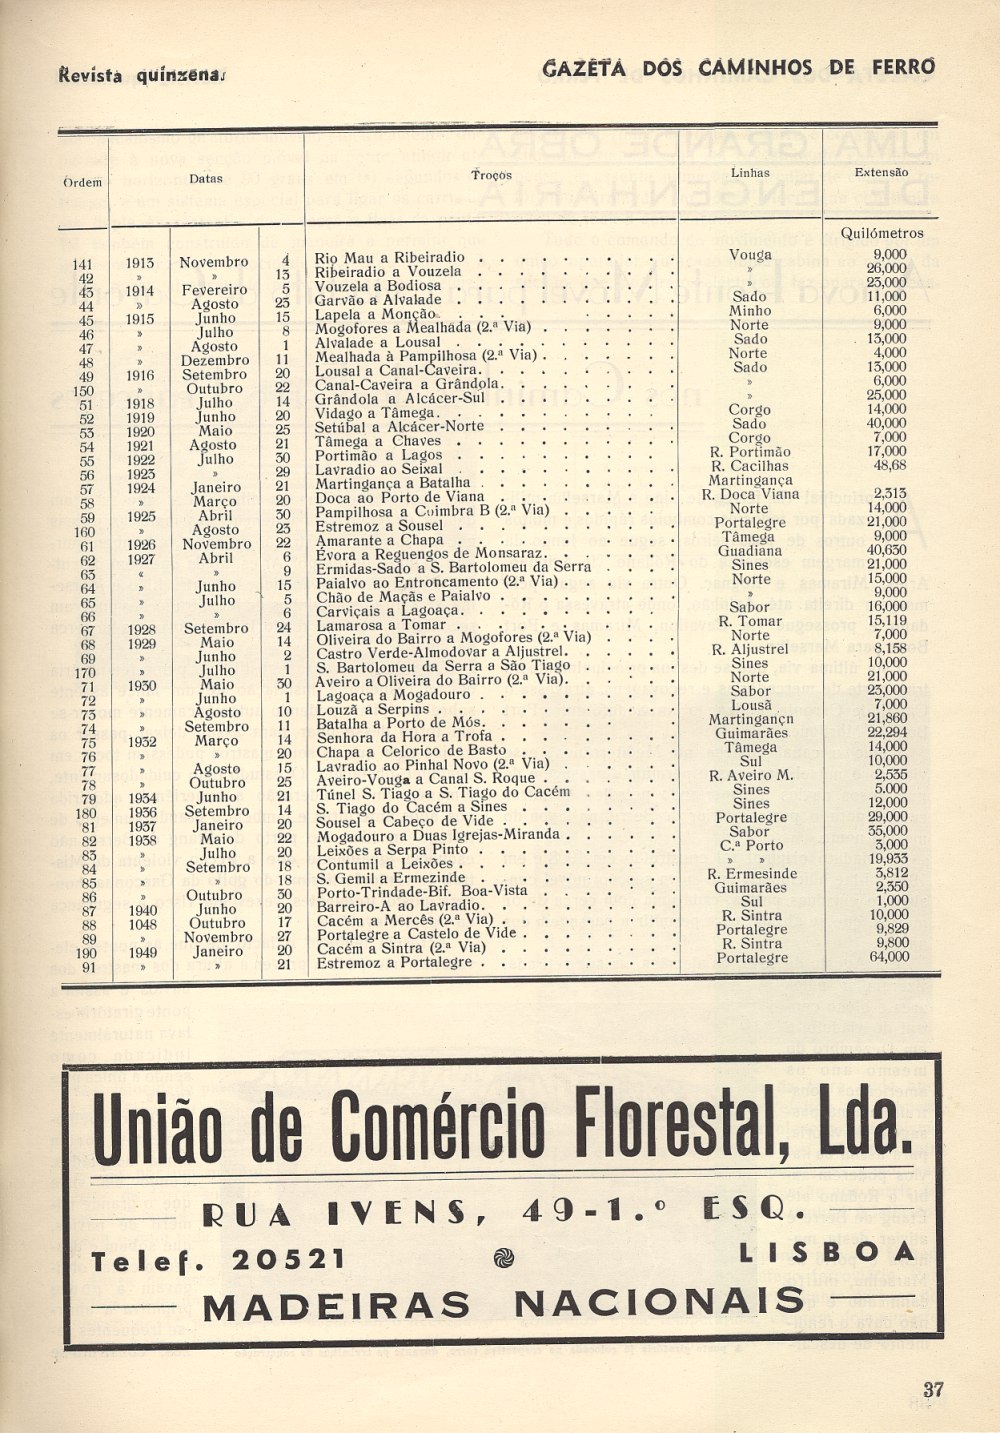 Revista quinzenal GAZETA DOS CAMINHOS DE FERRO
Ordem Datas Troços Linhas Extensão
Quilómetros
141 1913 Novembro 4 Rio Mau a Ribeiradio Vouga 9,000
42 » » 13 Ribeiradio a Vouzela » 26,000
43 1914 Fevereiro 5 Vouzela a Bodiosa » 23,000
44 » Agosto 23 Garvão a Alvalade Sado 11,000
45 1915 Junho 15 Lapela a Monção Minho 6,000
46 » Julho 8 Mogofores a Mealhada (2.ª Via) Norte 9,000
47 » Agosto 1 Alvalade a Lousal Sado 13,000
48 » Dezembro 11 Mealhada à Pampilhosa (2.ª Via) Norte 4,000
49 1916 Setembro 20 Lousal a Canal-Caveira Sado 13,000
150 » Outubro 22 Canal-Caveira a Grândola » 6,000
51 1918 Julho 14 Grândola a Alcácer-Sul » 25,000
52 1919 Junho 20 Vidago a Tâmega Corgo 14,000
53 1920 Maio 25 Setúbal a Alcácer-Norte Sado 40,000
54 1921 Agosto 21 Tâmega a Chaves Corgo 7,000
55 1922 Julho 30 Portimão a Lagos R. Portimão 17,000
56 1923 » 29 Lavradio ao Seixal R. Cacilhas 48,68
57 1924 Janeiro 21 Martingança a Batalha Martingança
58 » Março 20 Doca ao Porto de Viana R. Doca Viana 2,313
59 1925 Abril 30 Pampilhosa a Coimbra B (2.ª Via) Norte 14,000
160 » Agosto 23 Estremoz a Sousel Portalegre 21,000
61 1926 Novembro 22 Amarante a Chapa Tâmega 9,000
62 1927 Abril 6 Évora a Reguengos de Monsaraz Guadiana 40,630
63 « » 9 Ermidas-Sado a S. Bartolomeu da Serra Sines 21,000
64 » Junho 15 Paialvo ao Entroncamento (2.ª Via) Norte 15,000
65 » Julho 5 Chão de Maçãs e Paialvo » 9,000
66 » » 6 Carviçais a Lagoaça Sabor 16,000
67 1928 Setembro 24 Lamarosa a Tomar R. Tomar 15,119
68 1929 Maio 14 Oliveira do Bairro a Mogofores (2.ª Via) Norte 7,000
69 » Junho 2 Castro Verde-Almodovar a Aljustrel R. Aljustrel 8,158
170 » Julho 1 S. Bartolomeu da Serra a São Tiago Sines 10,000
71 1930 Maio 30 Aveiro a Oliveira do Bairro (2.ª Via) Norte 21,000
72 » Junho 1 Lagoaça a Mogadouro Sabor 23,000
73 » Agosto 10 Louzã a Serpins Lousã 7,000
74 » Setembro 11 Batalha a Porto de Mós Martingançn 21,860
75 1932 Março 14 Senhora da Hora a Trofa Guimarães 22,294
76 » » 20 Chapa a Celorico de Basto Tâmega 14,000
77 » Agosto 15 Lavradio ao Pinhal Novo (2.ª Via) Sul 10,000
78 » Outubro 25 Aveiro-Vouga a Canal S. Roque R. Aveiro M. 2,535
79 1934 Junho 21 Túnel S. Tiago a S. Tiago do Cacém Sines 5.000
180 1936 Setembro 14 S. Tiago do Cacém a Sines Sines 12,000
81 1937 Janeiro 20 Sousel a Cabeço de Vide Portalegre 29,000
82 1938 Maio 22 Mogadouro a Duas Igrejas-Miranda Sabor 35,000
83 » Julho 20 Leixões a Serpa Pinto C.ª Porto 3,000
84 » Setembro 18 Contumil a Leixões » » 19,933
85 » » 18 S. Gemil a Ermezinde R. Ermesinde 3,812
86 » Outubro 30 Porto-Trindade-Bif. Boa-Vista Guimarães 2,350
87 1940 Junho 20 Barreiro-A ao Lavradio Sul 1,000
88 1048 Outubro 17 Cacém a Mercês (2.ª Via) R. Sintra 10,000
89 » Novembro 27 Portalegre a Castelo de Vide Portalegre 9,829
190 1949 Janeiro 20 Cacém a Sintra (2.ª Via) R. Sintra 9,800
91 » » 21 Estremoz a Portalegre Portalegre 64,000
União de Comércio Florestal, Lda.
RUA IVENS, 49-1.º ESQ.
Telef. 20521 LISBOA
MADEIRAS NACIONAIS
37